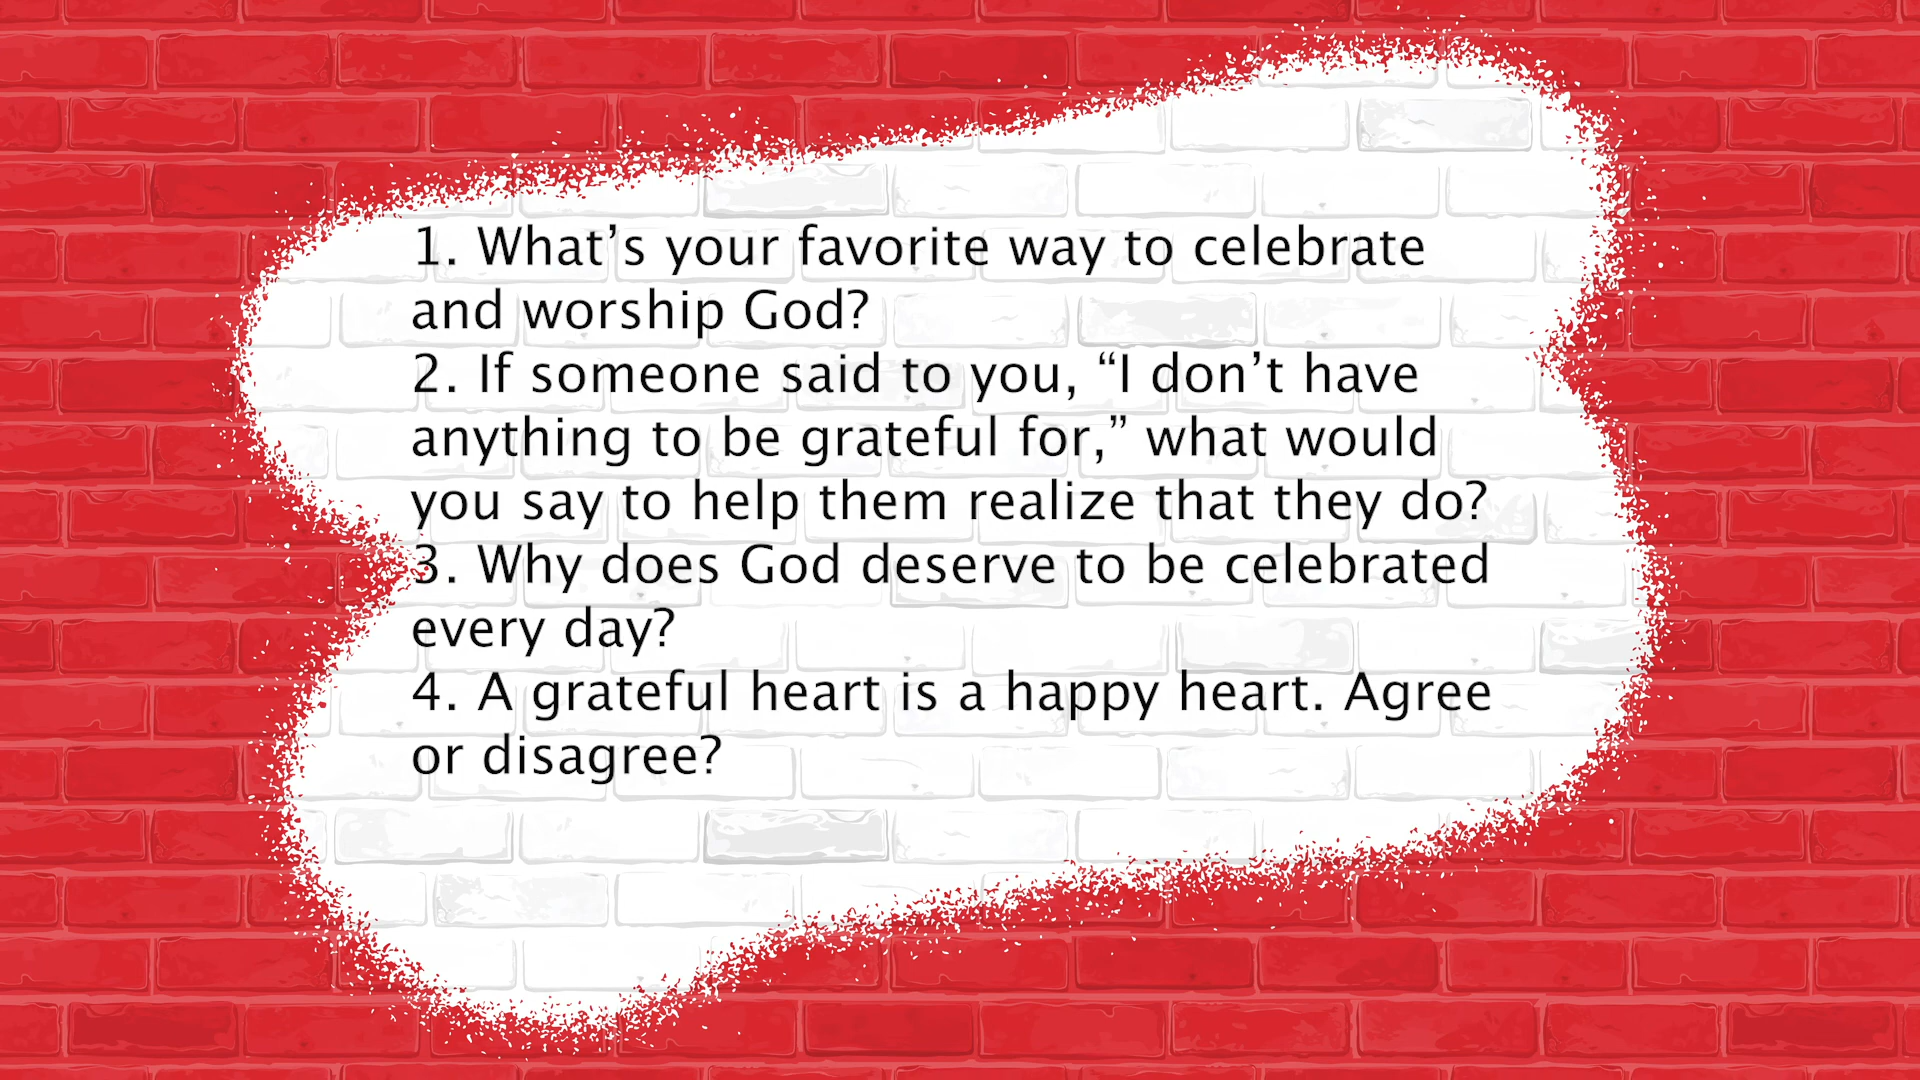 1. What’s your favorite way to celebrate
and worship God?
2. If someone said to you, “I don’t have
anything to be grateful for,” what would
you say to help them realize that they do?
3. Why does God deserve to be celebrated
every day?
4. A grateful heart is a happy heart. Agree
or disagree?